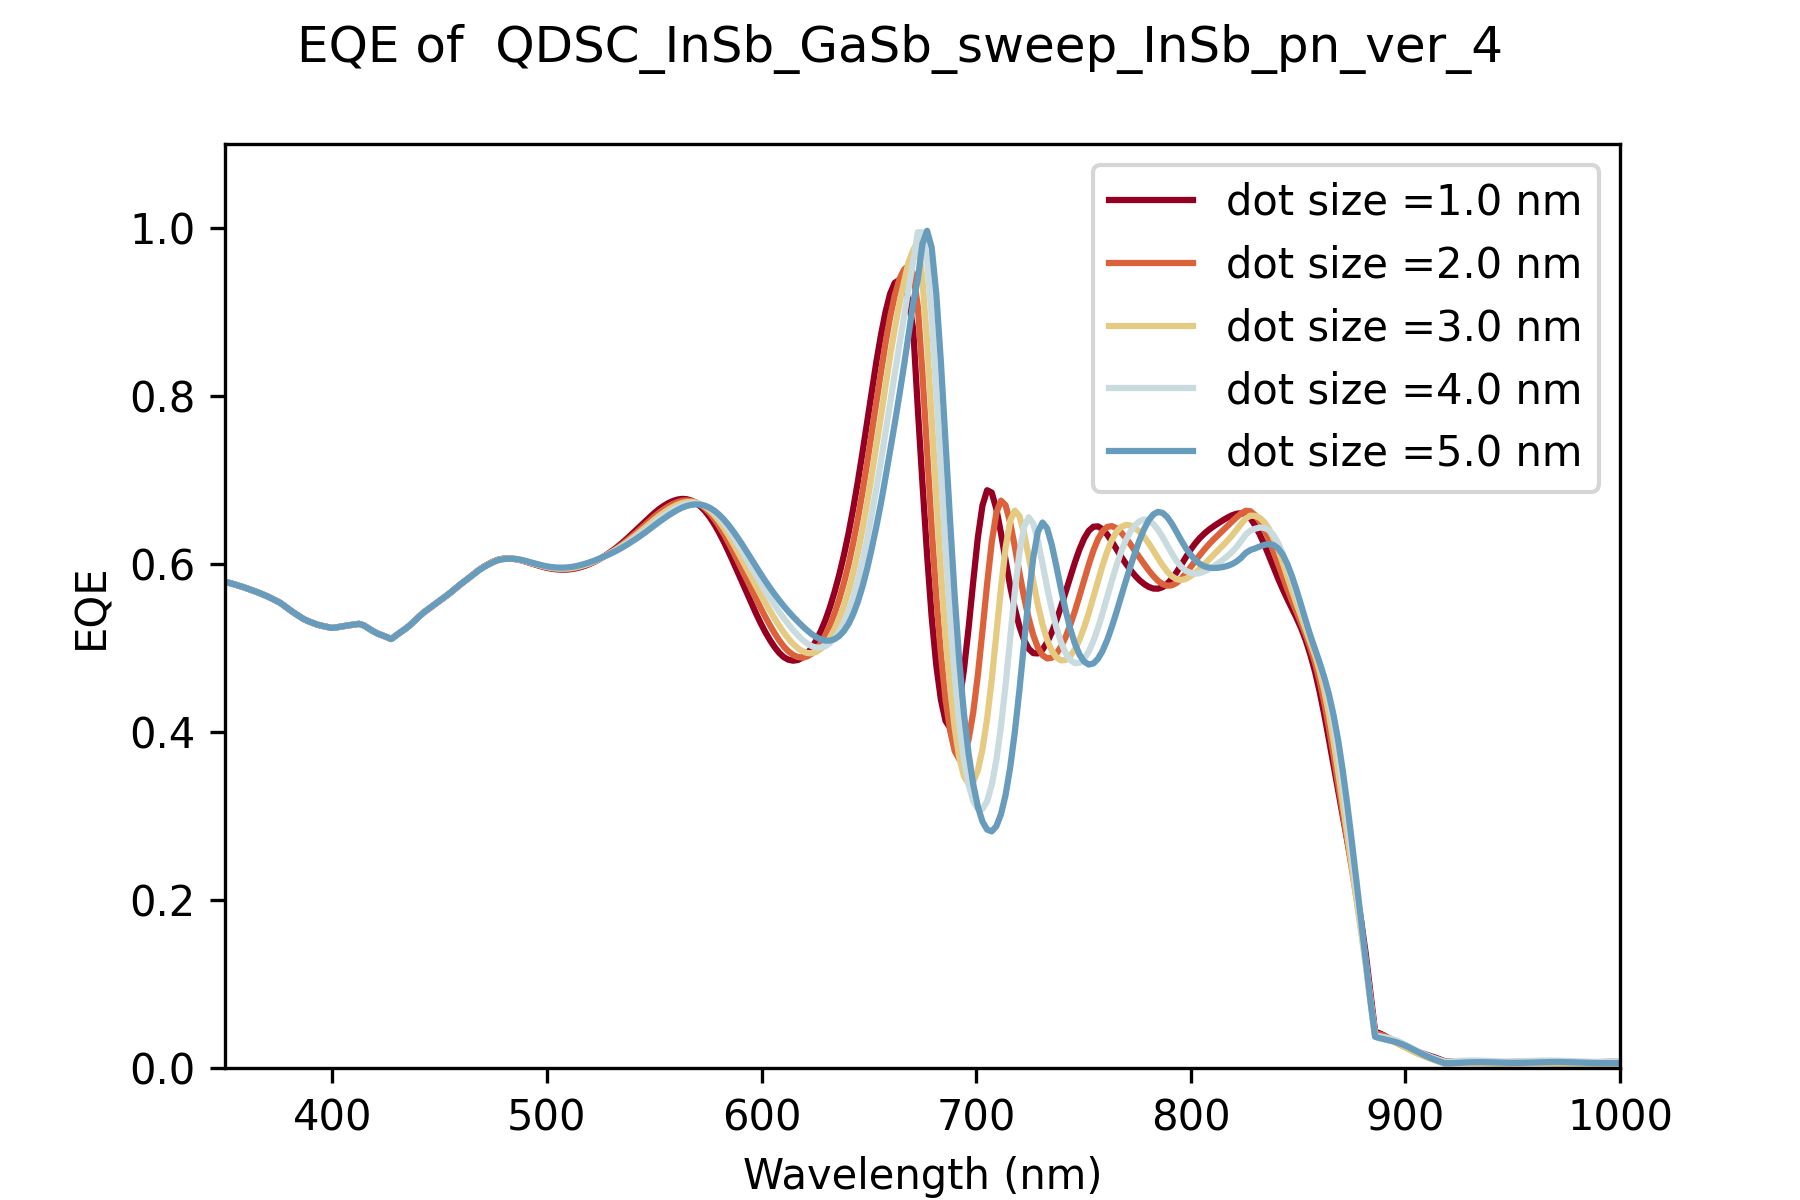 EQE of  QDSC_InSb_GaSb_sweep_InSb_pn_ver_4
dot size =1.0 nm
dot size =2.0 nm
dot size =3.0 nm
dot size =4.0 nm
dot size =5.0 nm
EQE
1.0
0.8
0.6
0.4
0.2
0.0
400 500 600 700 800 900 1000
Wavelength (nm)